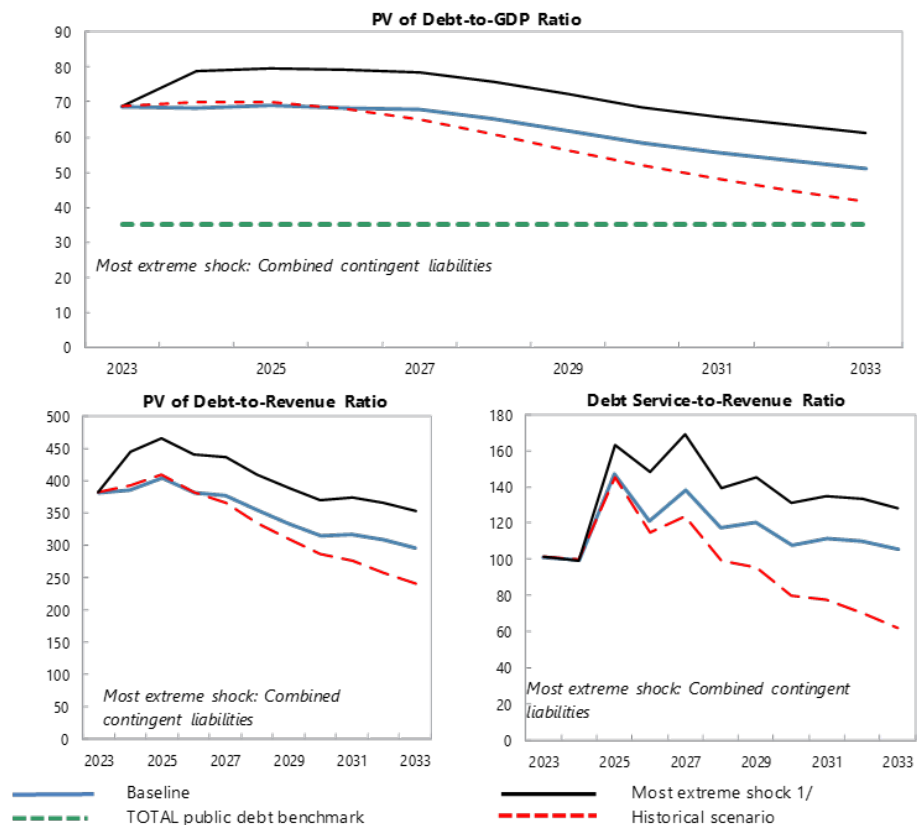 PV of Debt-to-GDP Ratio
90
80
70
60
50
40
30
20
10
0
Most extreme shock: Combined contingent liabilities
2023 2025 2027 2029 2031 2033
PV of Debt-to-Revenue Ratio
500
450
400
350
300
250
200
150
100
50
0
Most extreme shock: Combined
contingent liabilities
2023 2025 2027 2029 2031 2033
Debt Service-to-Revenue Ratio
180
160
140
120
100
80
60
40
20
0
Most extreme shock: Combined contingent
liabilities
2023 2025 2027 2029 2031 2033
Baseline
Most extreme shock 1/
TOTAL public debt benchmark
Historical scenario